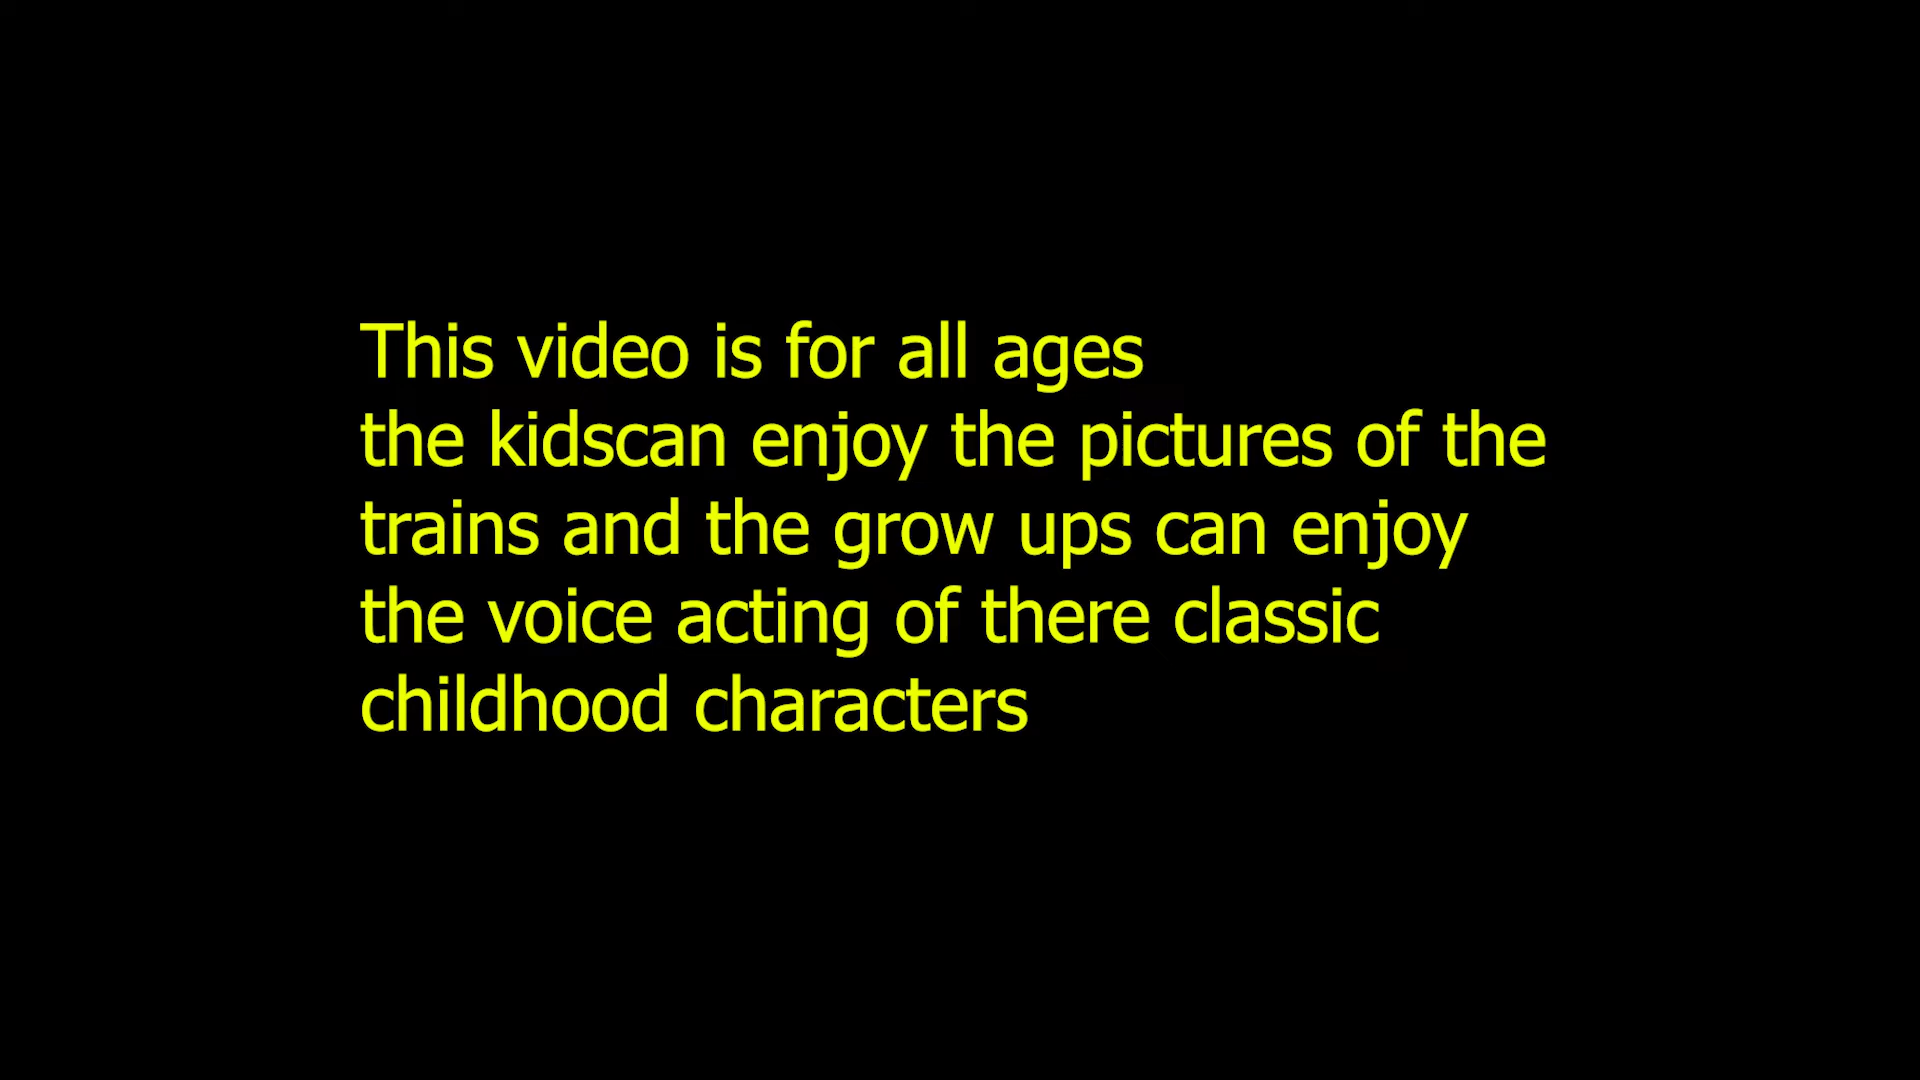 This video is for all ages
the kidscan enjoy the pictures of the
trains and the grow ups can enjoy
the voice acting of there classic
childhood characters